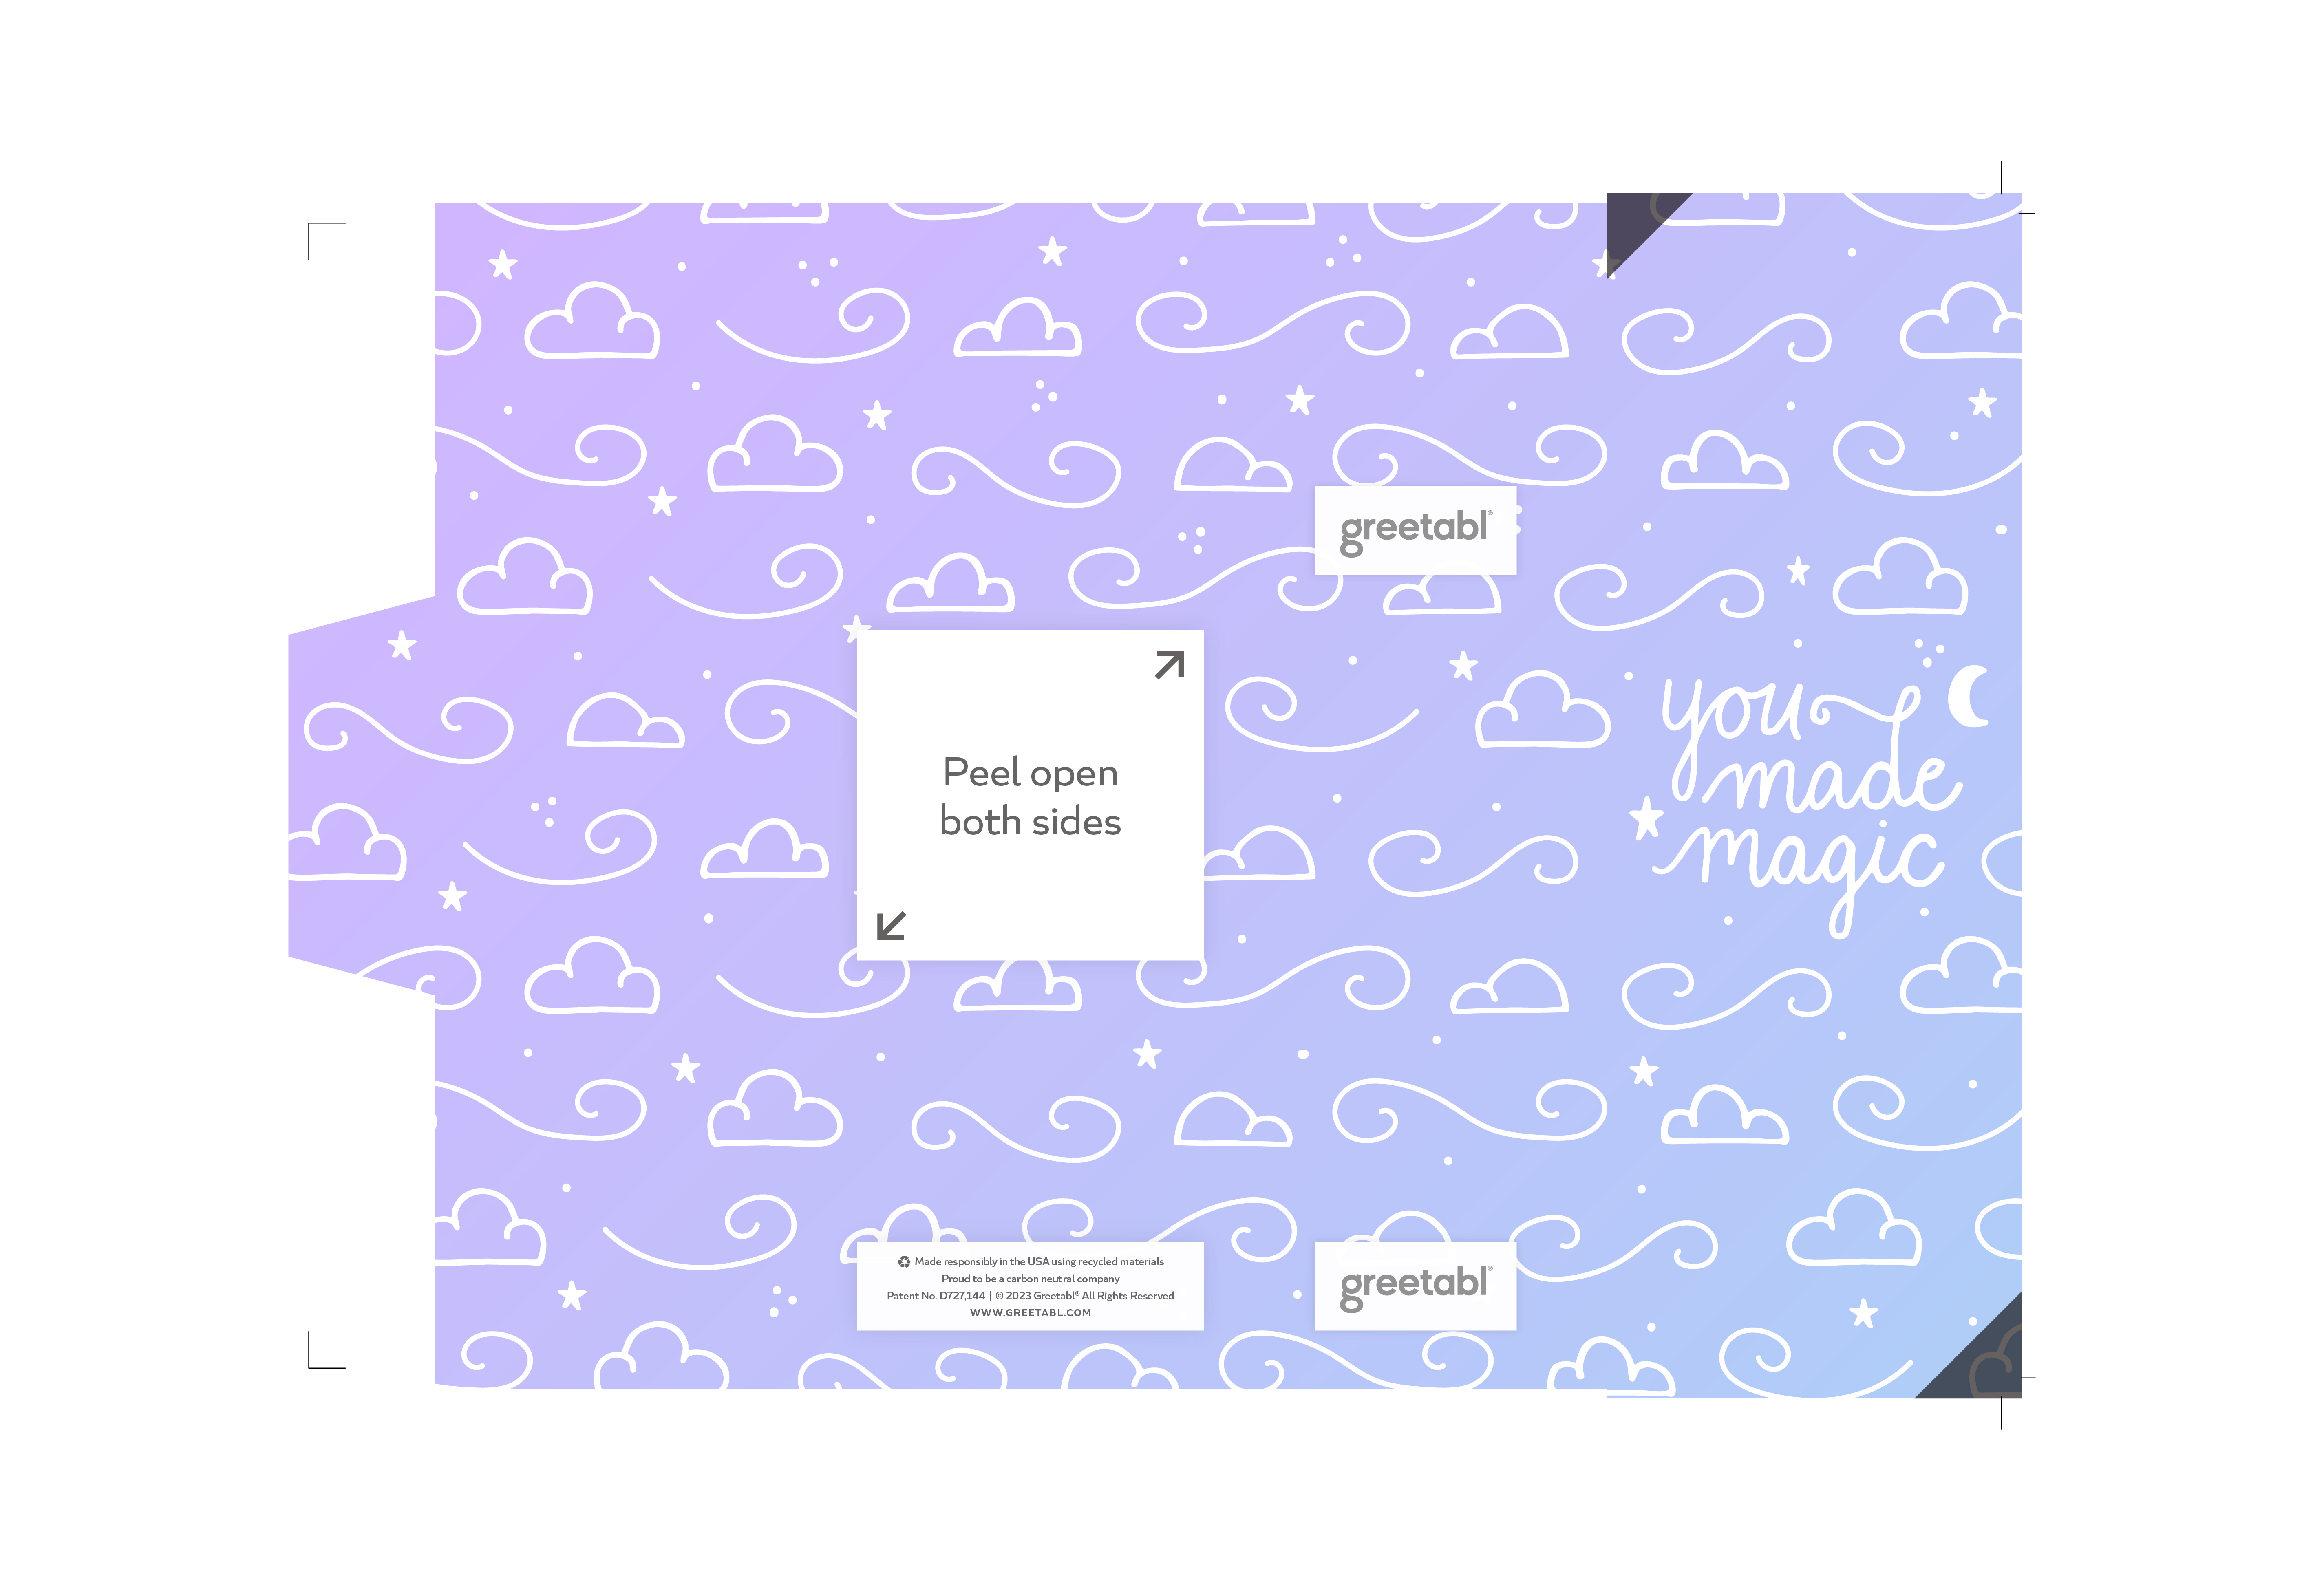 greetabl®
Peel open
both sides
you
made
magic
♻ Made responsibly in the USA using recycled materials
Proud to be a carbon neutral company
Patent No. D727,144 | © 2023 Greetabl® All Rights Reserved
WWW.GREETABL.COM
greetabl®